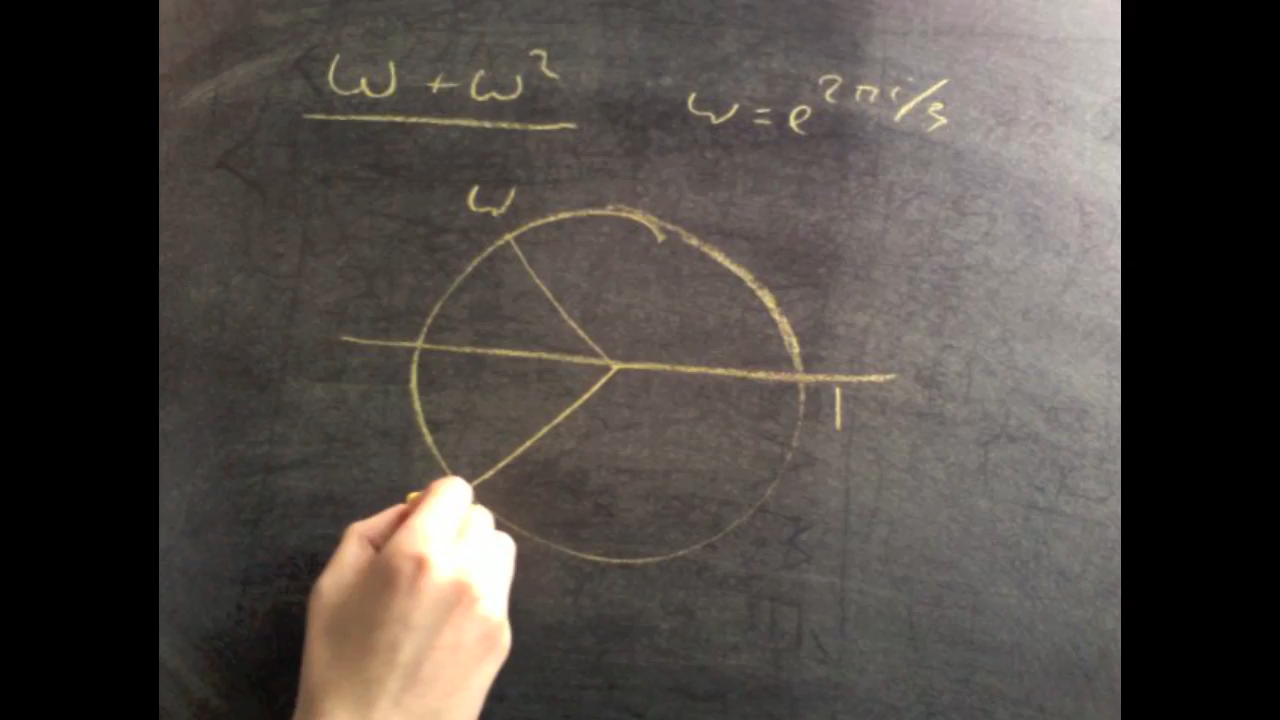 ω + ω² ω = e^{2πi/3}
ω
1